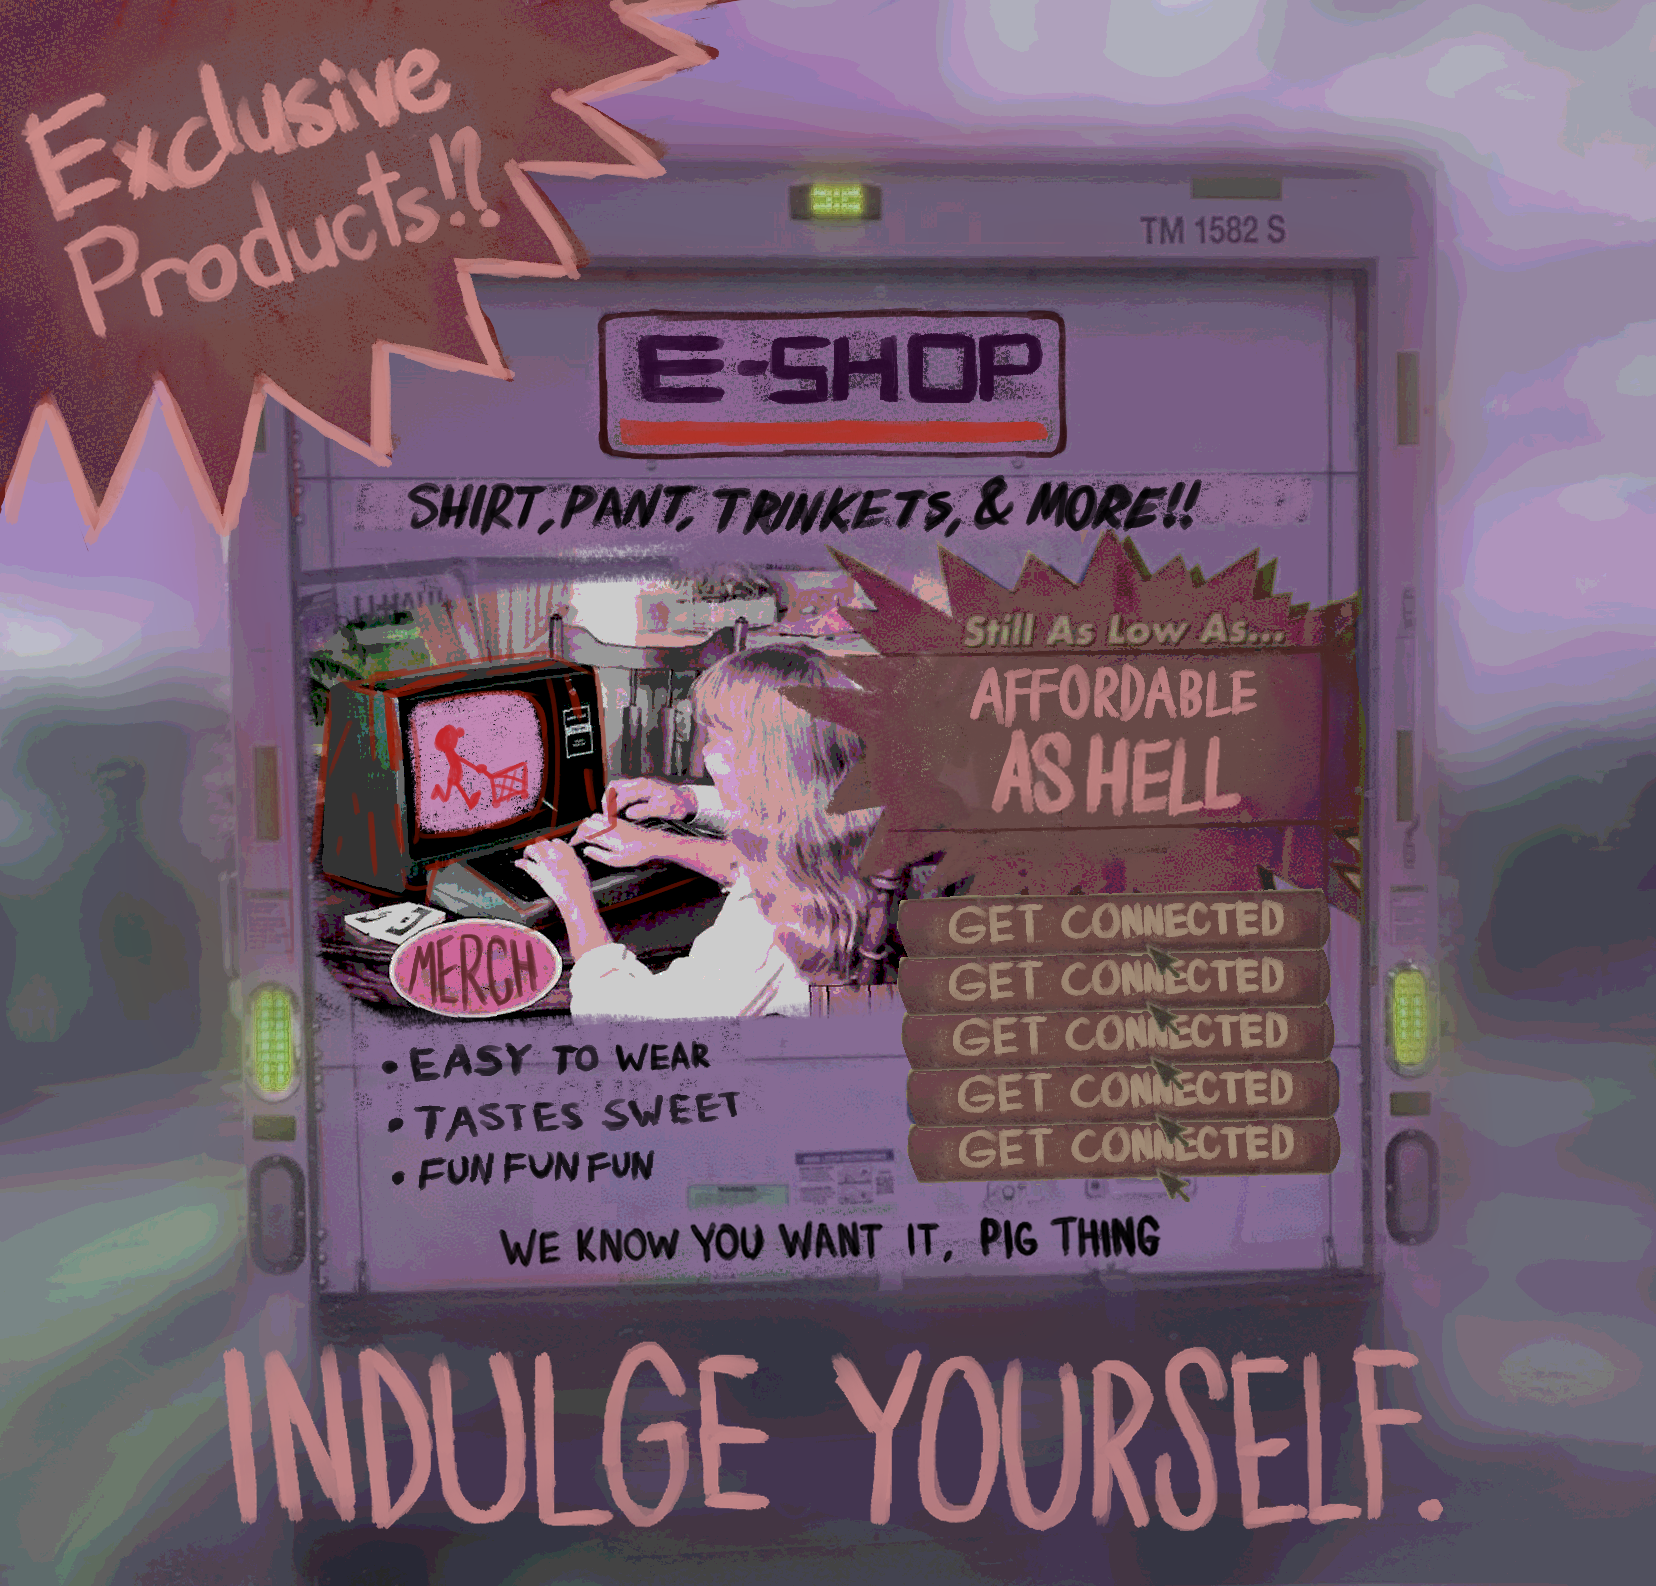 Exclusive
Products!?
TM 1582 S
E-SHOP
SHIRT, PANT, TRINKETS, & MORE!!
U-HAUL
Still As Low As...
AFFORDABLE
AS HELL
MERCH
GET CONNECTED
GET CONNECTED
GET CONNECTED
GET CONNECTED
GET CONNECTED
• EASY TO WEAR
• TASTES SWEET
• FUN FUN FUN
WE KNOW YOU WANT IT, PIG THING
INDULGE YOURSELF.